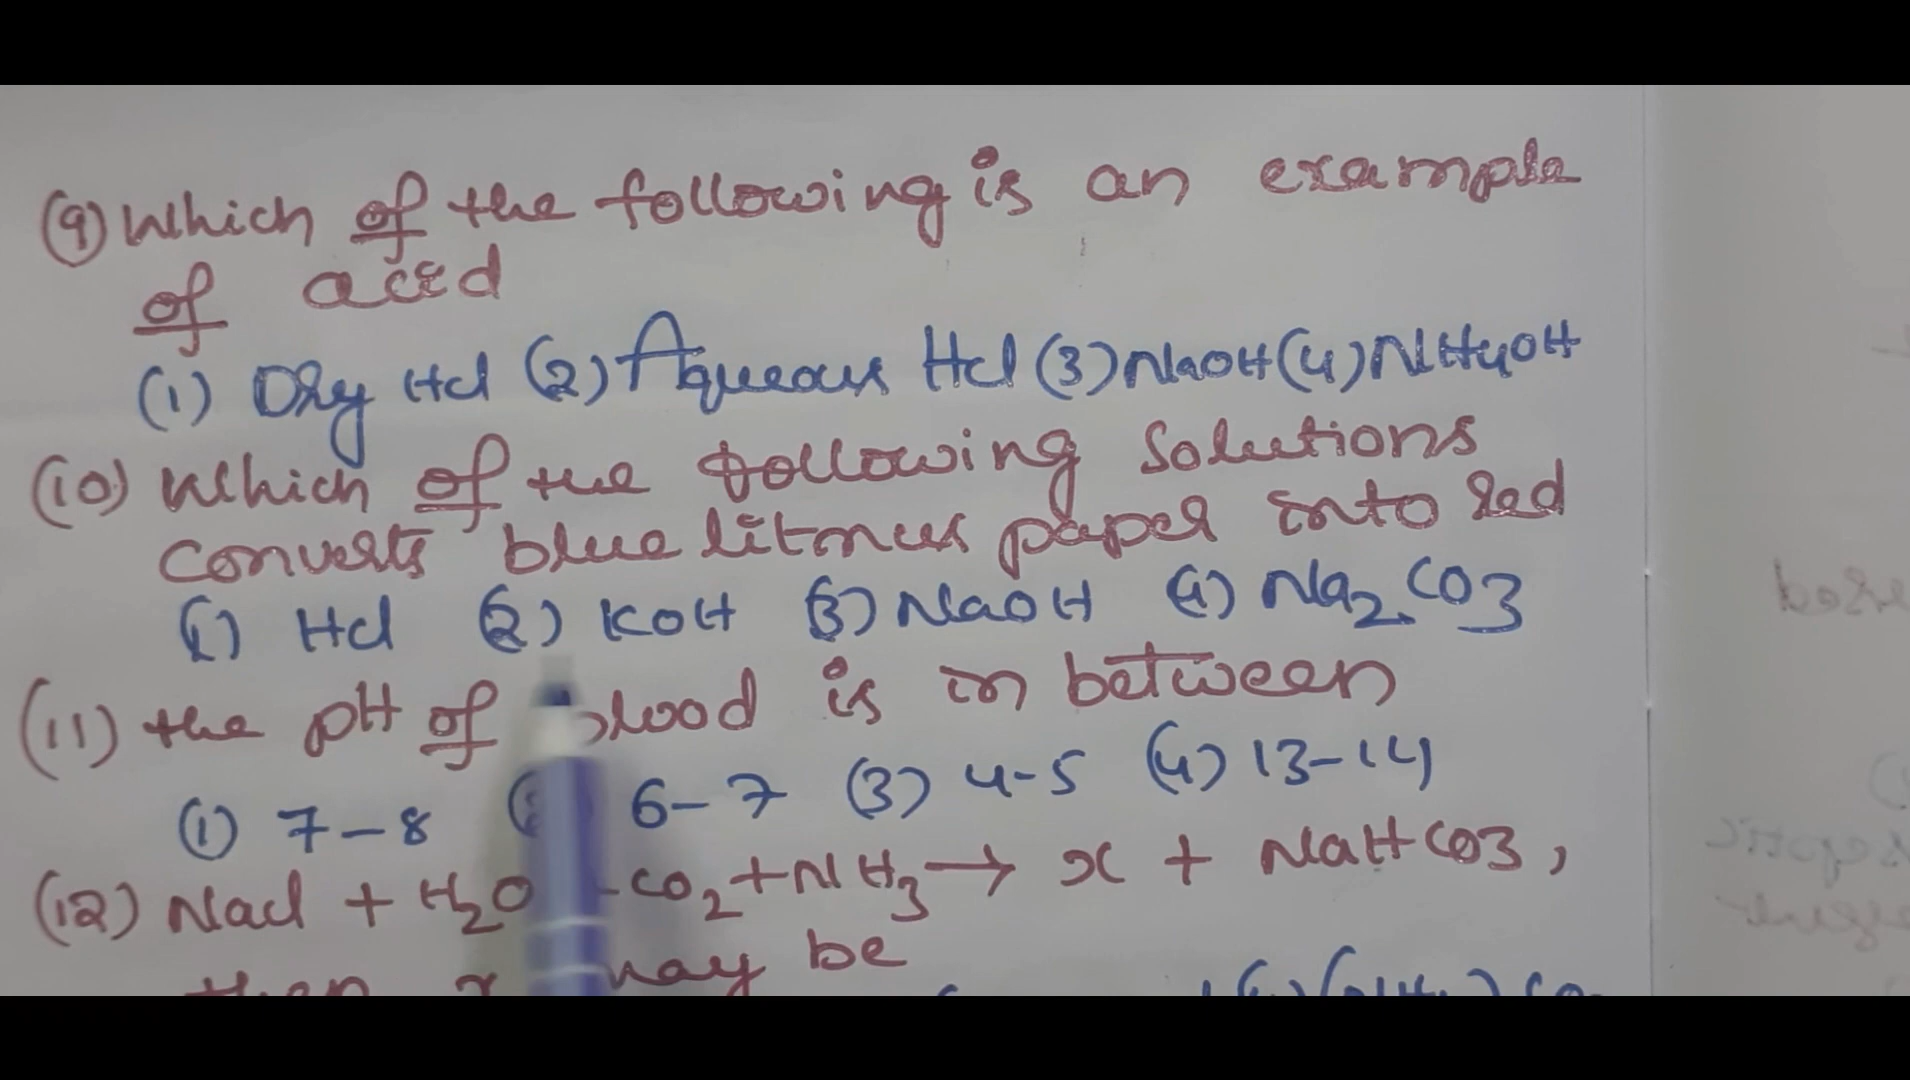 (9) Which of the following is an example
of acid
(1) Dry Hcl (2) Aqueous Hcl (3) NaOH (4) NH4OH
(10) Which of the following solutions
converts blue litmus paper into red
(1) Hcl (2) KOH (3) NaOH (4) Na2CO3
(11) the pH of blood is in between
(1) 7-8 6-7 (3) 4-5 (4) 13-14
(12) Nacl + H2O CO2 + NH3 → x + NaHCO3,
then x may be